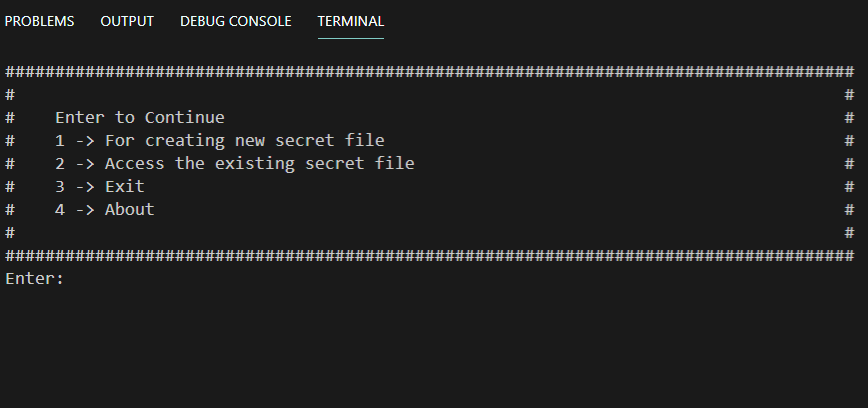 PROBLEMS OUTPUT DEBUG CONSOLE TERMINAL
#####################################################################################
#                                                                                   #
#    Enter to Continue                                                              #
#    1 -> For creating new secret file                                              #
#    2 -> Access the existing secret file                                           #
#    3 -> Exit                                                                      #
#    4 -> About                                                                     #
#                                                                                   #
#####################################################################################
Enter: